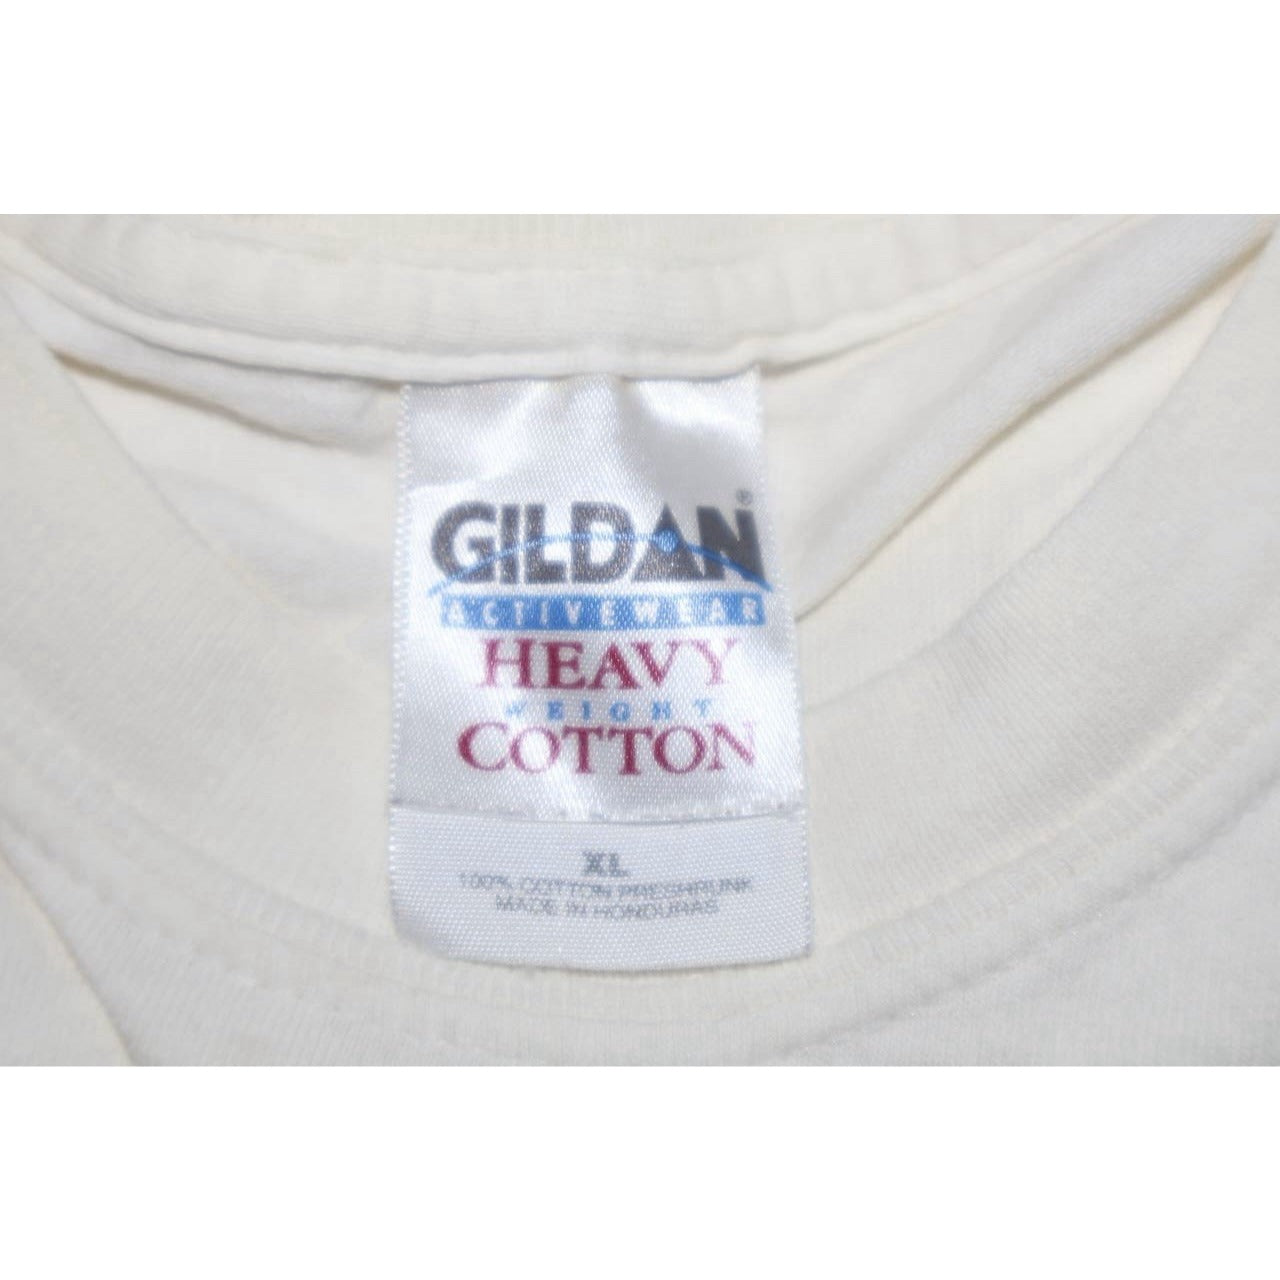 GILDAN®
ACTIVEWEAR
HEAVY
WEIGHT
COTTON
XL
100% COTTON PRESHRUNK
MADE IN HONDURAS